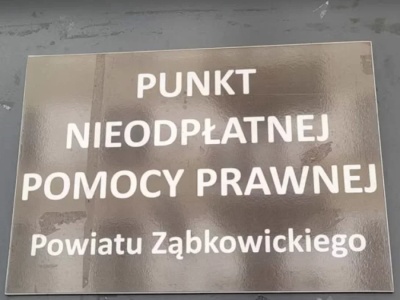 PUNKT
NIEODPŁATNEJ
POMOCY PRAWNEJ
Powiatu Ząbkowickiego